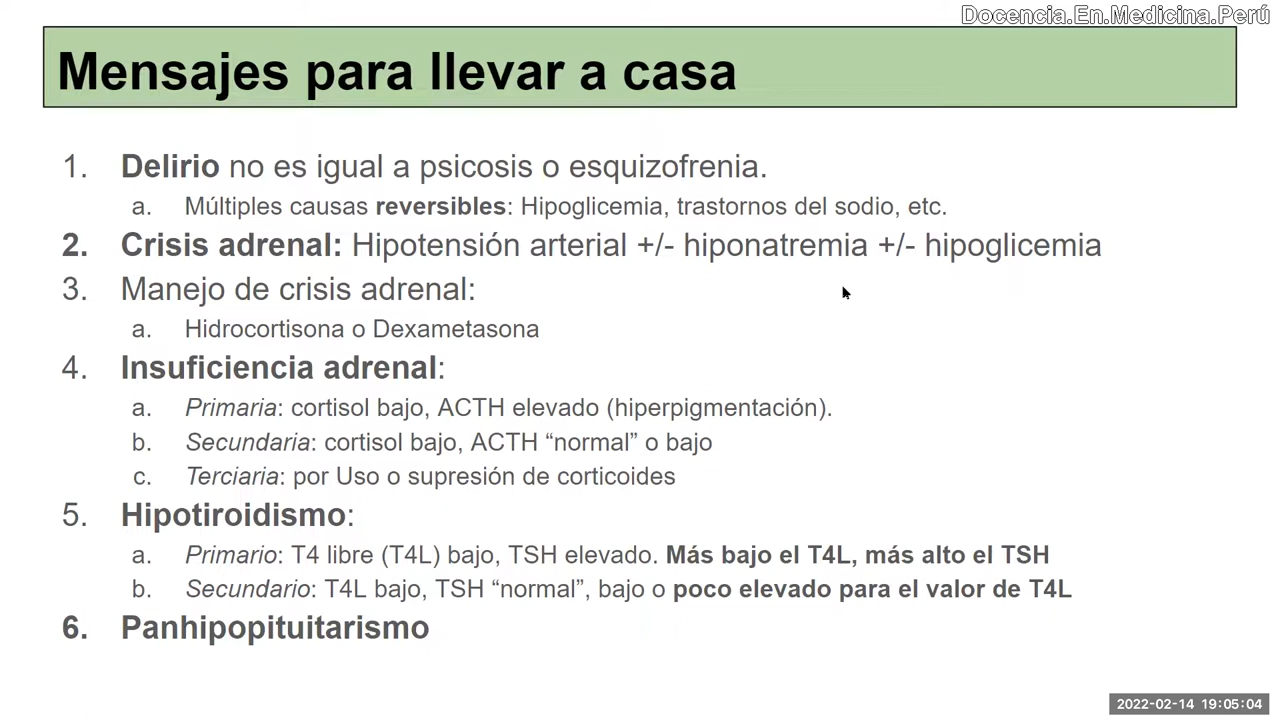 Docencia.En.Medicina.Perú
Mensajes para llevar a casa
1. Delirio no es igual a psicosis o esquizofrenia.
a. Múltiples causas reversibles: Hipoglicemia, trastornos del sodio, etc.
2. Crisis adrenal: Hipotensión arterial +/- hiponatremia +/- hipoglicemia
3. Manejo de crisis adrenal:
a. Hidrocortisona o Dexametasona
4. Insuficiencia adrenal:
a. Primaria: cortisol bajo, ACTH elevado (hiperpigmentación).
b. Secundaria: cortisol bajo, ACTH “normal” o bajo
c. Terciaria: por Uso o supresión de corticoides
5. Hipotiroidismo:
a. Primario: T4 libre (T4L) bajo, TSH elevado. Más bajo el T4L, más alto el TSH
b. Secundario: T4L bajo, TSH “normal”, bajo o poco elevado para el valor de T4L
6. Panhipopituitarismo
2022-02-14 19:05:04